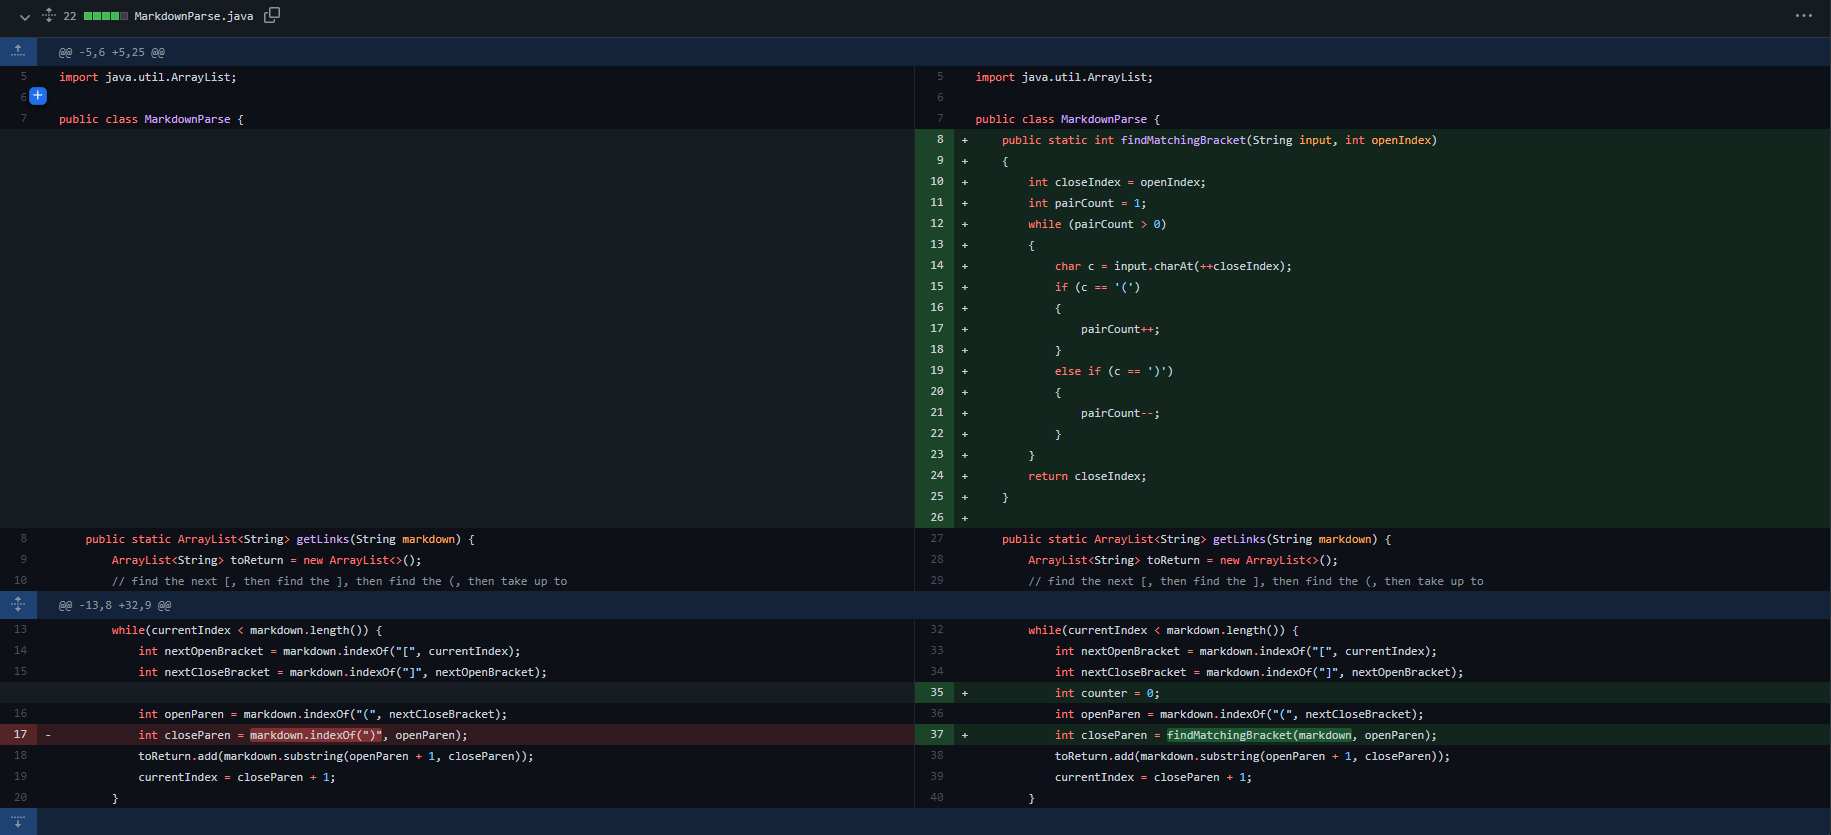 22 MarkdownParse.java
@@ -5,6 +5,25 @@
5 import java.util.ArrayList;
6
7 public class MarkdownParse {
8 public static ArrayList<String> getLinks(String markdown) {
9 ArrayList<String> toReturn = new ArrayList<>();
10 // find the next [, then find the ], then find the (, then take up to
@@ -13,8 +32,9 @@
13 while(currentIndex < markdown.length()) {
14 int nextOpenBracket = markdown.indexOf("[", currentIndex);
15 int nextCloseBracket = markdown.indexOf("]", nextOpenBracket);
16 int openParen = markdown.indexOf("(", nextCloseBracket);
17 - int closeParen = markdown.indexOf(")", openParen);
18 toReturn.add(markdown.substring(openParen + 1, closeParen));
19 currentIndex = closeParen + 1;
20 }
5 import java.util.ArrayList;
6
7 public class MarkdownParse {
8 + public static int findMatchingBracket(String input, int openIndex)
9 + {
10 + int closeIndex = openIndex;
11 + int pairCount = 1;
12 + while (pairCount > 0)
13 + {
14 + char c = input.charAt(++closeIndex);
15 + if (c == '(')
16 + {
17 + pairCount++;
18 + }
19 + else if (c == ')')
20 + {
21 + pairCount--;
22 + }
23 + }
24 + return closeIndex;
25 + }
26 +
27 public static ArrayList<String> getLinks(String markdown) {
28 ArrayList<String> toReturn = new ArrayList<>();
29 // find the next [, then find the ], then find the (, then take up to
32 while(currentIndex < markdown.length()) {
33 int nextOpenBracket = markdown.indexOf("[", currentIndex);
34 int nextCloseBracket = markdown.indexOf("]", nextOpenBracket);
35 + int counter = 0;
36 int openParen = markdown.indexOf("(", nextCloseBracket);
37 + int closeParen = findMatchingBracket(markdown, openParen);
38 toReturn.add(markdown.substring(openParen + 1, closeParen));
39 currentIndex = closeParen + 1;
40 }